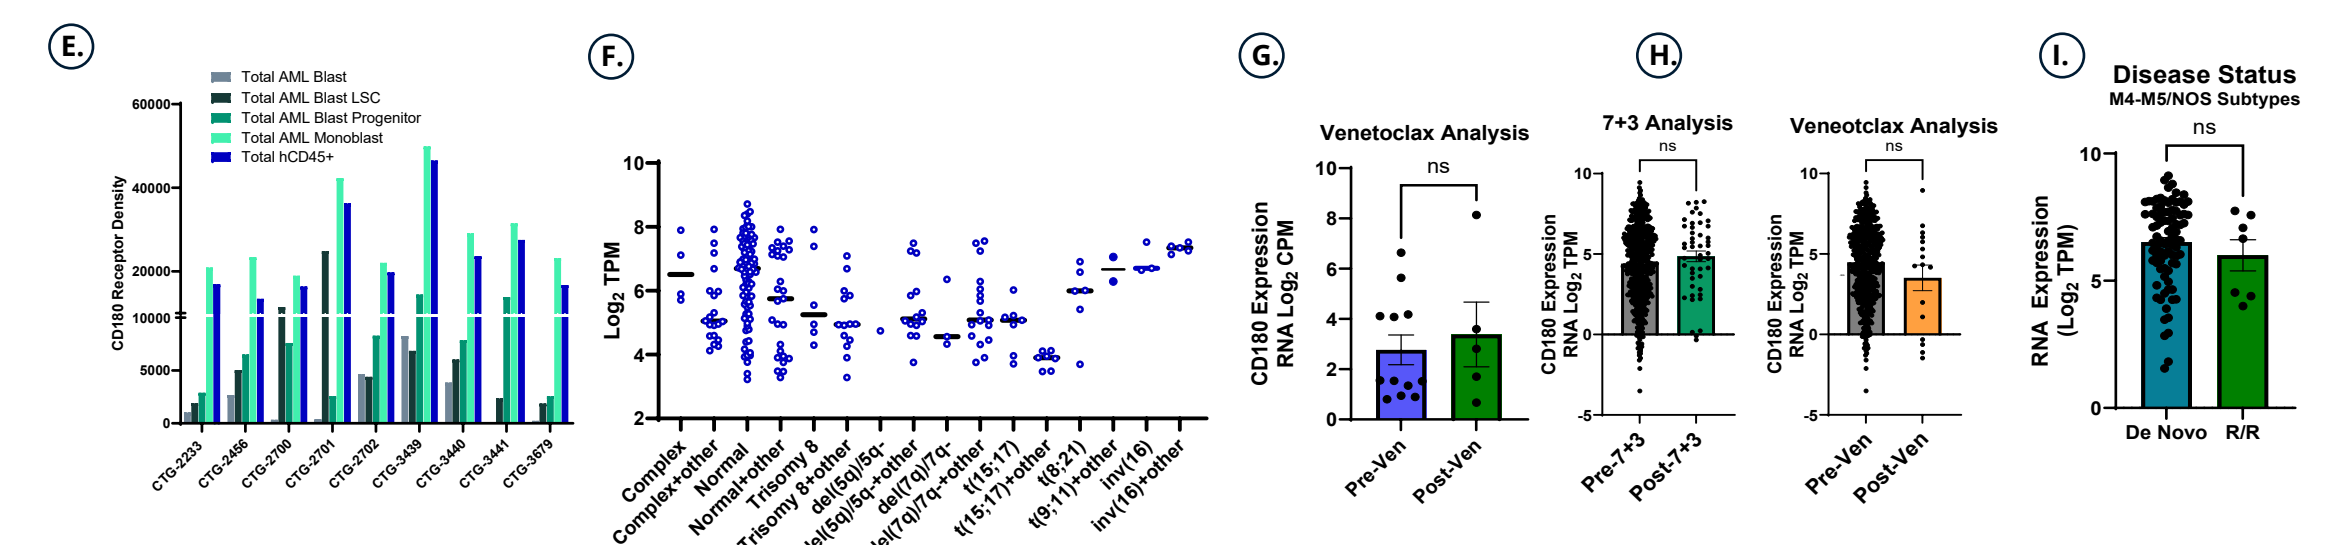 E.
Total AML Blast
Total AML Blast LSC
Total AML Blast Progenitor
Total AML Monoblast
Total hCD45+
CD180 Receptor Density
60000
40000
20000
10000
5000
0
CTG-2233
CTG-2456
CTG-2700
CTG-2701
CTG-2702
CTG-3439
CTG-3440
CTG-3441
CTG-3679
F.
Log2 TPM
10
8
6
4
2
Complex
Complex+other
Normal
Normal+other
Trisomy 8
Trisomy 8+other
del(5q)/5q-
del(5q)/5q-+other
del(7q)/7q-
del(7q)/7q-+other
t(15;17)
t(15;17)+other
t(8;21)
t(9;11)+other
inv(16)
inv(16)+other
G.
Venetoclax Analysis
ns
CD180 Expression
RNA Log2 CPM
10
8
6
4
2
0
Pre-Ven
Post-Ven
H.
7+3 Analysis
ns
CD180 Expression
RNA Log2 TPM
10
5
0
-5
Pre-7+3
Post-7+3
Veneotclax Analysis
ns
CD180 Expression
RNA Log2 TPM
10
5
0
-5
Pre-Ven
Post-Ven
I.
Disease Status
M4-M5/NOS Subtypes
ns
RNA Expression
(Log2 TPM)
10
5
0
De Novo R/R